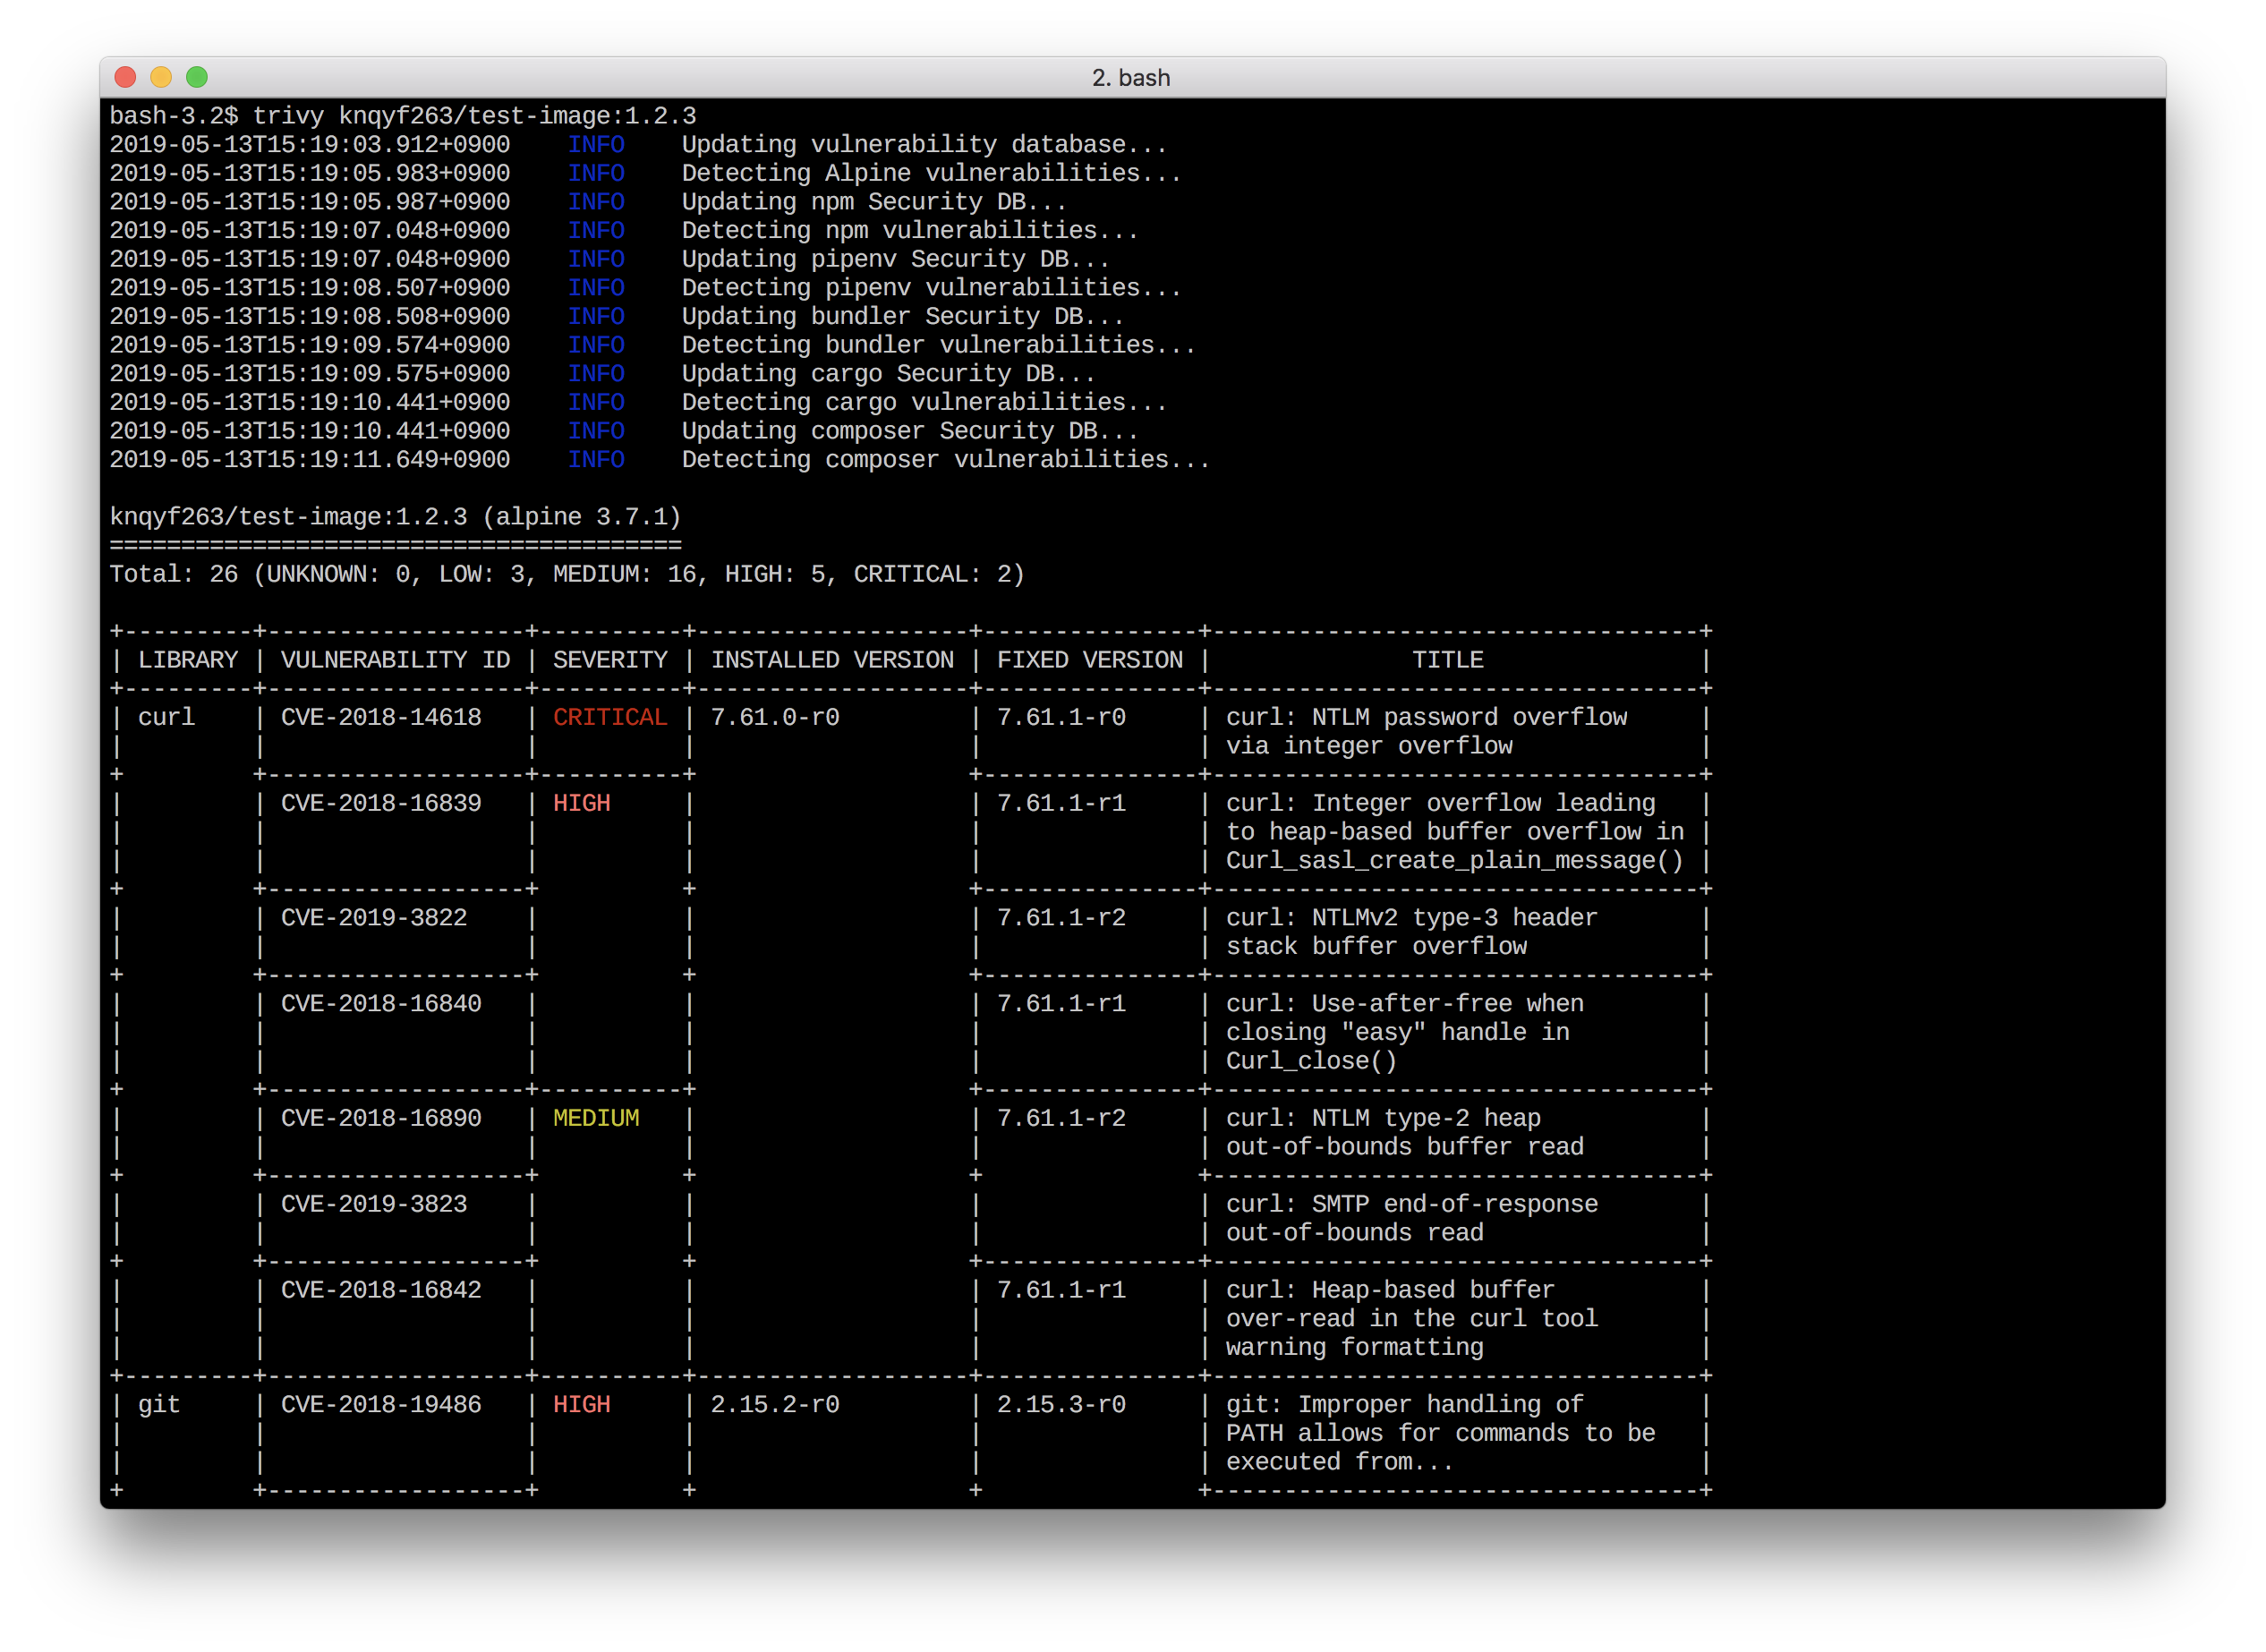 2. bash
bash-3.2$ trivy knqyf263/test-image:1.2.3
2019-05-13T15:19:03.912+0900    INFO    Updating vulnerability database...
2019-05-13T15:19:05.983+0900    INFO    Detecting Alpine vulnerabilities...
2019-05-13T15:19:05.987+0900    INFO    Updating npm Security DB...
2019-05-13T15:19:07.048+0900    INFO    Detecting npm vulnerabilities...
2019-05-13T15:19:07.048+0900    INFO    Updating pipenv Security DB...
2019-05-13T15:19:08.507+0900    INFO    Detecting pipenv vulnerabilities...
2019-05-13T15:19:08.508+0900    INFO    Updating bundler Security DB...
2019-05-13T15:19:09.574+0900    INFO    Detecting bundler vulnerabilities...
2019-05-13T15:19:09.575+0900    INFO    Updating cargo Security DB...
2019-05-13T15:19:10.441+0900    INFO    Detecting cargo vulnerabilities...
2019-05-13T15:19:10.441+0900    INFO    Updating composer Security DB...
2019-05-13T15:19:11.649+0900    INFO    Detecting composer vulnerabilities...

knqyf263/test-image:1.2.3 (alpine 3.7.1)
========================================
Total: 26 (UNKNOWN: 0, LOW: 3, MEDIUM: 16, HIGH: 5, CRITICAL: 2)

+---------+------------------+----------+-------------------+---------------+----------------------------------+
| LIBRARY | VULNERABILITY ID | SEVERITY | INSTALLED VERSION | FIXED VERSION |              TITLE               |
+---------+------------------+----------+-------------------+---------------+----------------------------------+
| curl    | CVE-2018-14618   | CRITICAL | 7.61.0-r0         | 7.61.1-r0     | curl: NTLM password overflow     |
|         |                  |          |                   |               | via integer overflow             |
+         +------------------+----------+                   +---------------+----------------------------------+
|         | CVE-2018-16839   | HIGH     |                   | 7.61.1-r1     | curl: Integer overflow leading   |
|         |                  |          |                   |               | to heap-based buffer overflow in |
|         |                  |          |                   |               | Curl_sasl_create_plain_message() |
+         +------------------+          +                   +---------------+----------------------------------+
|         | CVE-2019-3822    |          |                   | 7.61.1-r2     | curl: NTLMv2 type-3 header       |
|         |                  |          |                   |               | stack buffer overflow            |
+         +------------------+          +                   +---------------+----------------------------------+
|         | CVE-2018-16840   |          |                   | 7.61.1-r1     | curl: Use-after-free when        |
|         |                  |          |                   |               | closing "easy" handle in         |
|         |                  |          |                   |               | Curl_close()                     |
+         +------------------+----------+                   +---------------+----------------------------------+
|         | CVE-2018-16890   | MEDIUM   |                   | 7.61.1-r2     | curl: NTLM type-2 heap           |
|         |                  |          |                   |               | out-of-bounds buffer read        |
+         +------------------+          +                   +               +----------------------------------+
|         | CVE-2019-3823    |          |                   |               | curl: SMTP end-of-response       |
|         |                  |          |                   |               | out-of-bounds read               |
+         +------------------+          +                   +---------------+----------------------------------+
|         | CVE-2018-16842   |          |                   | 7.61.1-r1     | curl: Heap-based buffer          |
|         |                  |          |                   |               | over-read in the curl tool       |
|         |                  |          |                   |               | warning formatting               |
+---------+------------------+----------+-------------------+---------------+----------------------------------+
| git     | CVE-2018-19486   | HIGH     | 2.15.2-r0         | 2.15.3-r0     | git: Improper handling of        |
|         |                  |          |                   |               | PATH allows for commands to be   |
|         |                  |          |                   |               | executed from...                 |
+         +------------------+          +                   +               +----------------------------------+